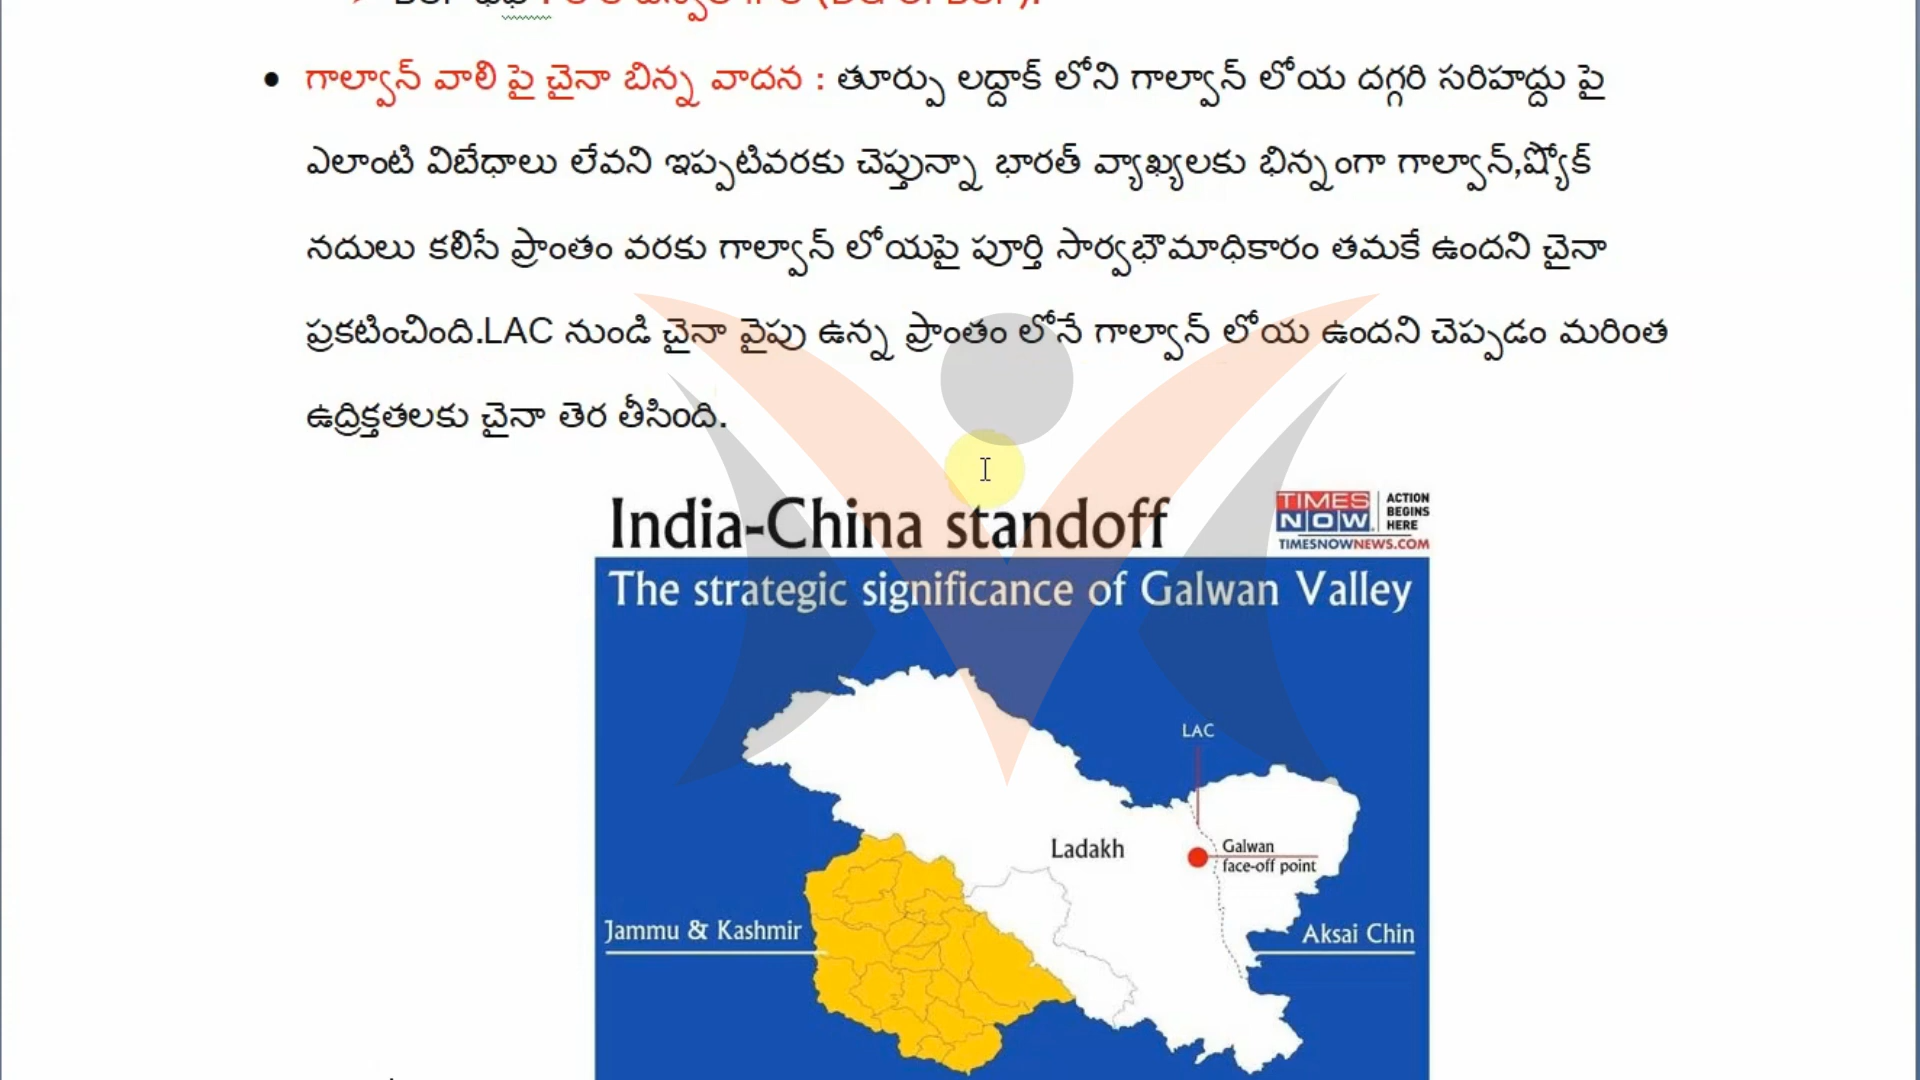 గాల్వాన్ వాలి పై చైనా బిన్న వాదన : తూర్పు లద్దాక్ లోని గాల్వాన్ లోయ దగ్గరి సరిహద్దు పై
ఎలాంటి విబేధాలు లేవని ఇప్పటివరకు చెప్తున్నా భారత్ వ్యాఖ్యలకు భిన్నంగా గాల్వాన్,ష్యోక్
నదులు కలిసే ప్రాంతం వరకు గాల్వాన్ లోయపై పూర్తి సార్వభౌమాధికారం తమకే ఉందని చైనా
ప్రకటించింది.LAC నుండి చైనా వైపు ఉన్న ప్రాంతం లోనే గాల్వాన్ లోయ ఉందని చెప్పడం మరింత
ఉద్రిక్తతలకు చైనా తెర తీసింది.
India-China standoff
TIMES NOW
ACTION BEGINS HERE
TIMESNOWNEWS.COM
The strategic significance of Galwan Valley
LAC
Ladakh
Galwan
face-off point
Jammu & Kashmir
Aksai Chin